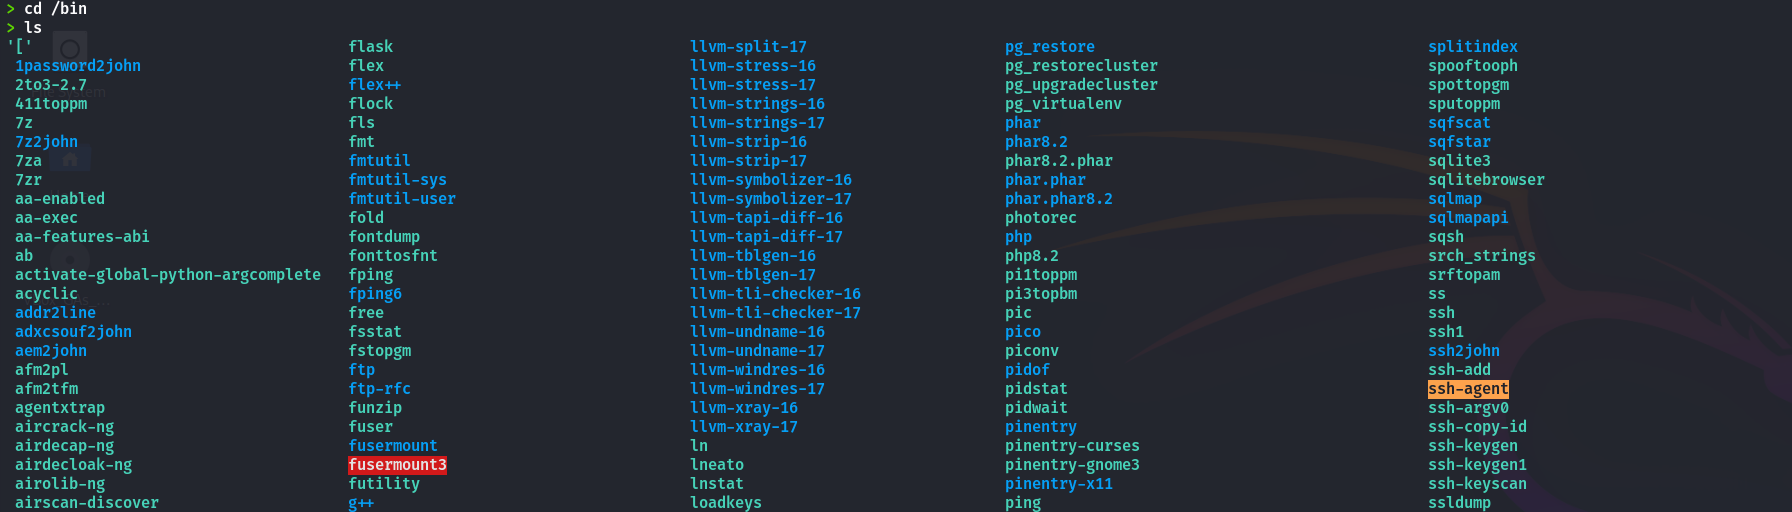 > cd /bin
> ls
'[' flask llvm-split-17 pg_restore splitindex
1password2john flex llvm-stress-16 pg_restorecluster spooftooph
2to3-2.7 flex++ llvm-stress-17 pg_upgradecluster spottopgm
411toppm flock llvm-strings-16 pg_virtualenv sputoppm
7z fls llvm-strings-17 phar sqfscat
7z2john fmt llvm-strip-16 phar8.2 sqfstar
7za fmtutil llvm-strip-17 phar8.2.phar sqlite3
7zr fmtutil-sys llvm-symbolizer-16 phar.phar sqlitebrowser
aa-enabled fmtutil-user llvm-symbolizer-17 phar.phar8.2 sqlmap
aa-exec fold llvm-tapi-diff-16 photorec sqlmapapi
aa-features-abi fontdump llvm-tapi-diff-17 php sqsh
ab fonttosfnt llvm-tblgen-16 php8.2 srch_strings
activate-global-python-argcomplete fping llvm-tblgen-17 pi1toppm srftopam
acyclic fping6 llvm-tli-checker-16 pi3topbm ss
addr2line free llvm-tli-checker-17 pic ssh
adxcsouf2john fsstat llvm-undname-16 pico ssh1
aem2john fstopgm llvm-undname-17 piconv ssh2john
afm2pl ftp llvm-windres-16 pidof ssh-add
afm2tfm ftp-rfc llvm-windres-17 pidstat ssh-agent
agentxtrap funzip llvm-xray-16 pidwait ssh-argv0
aircrack-ng fuser llvm-xray-17 pinentry ssh-copy-id
airdecap-ng fusermount ln pinentry-curses ssh-keygen
airdecloak-ng fusermount3 lneato pinentry-gnome3 ssh-keygen1
airolib-ng futility lnstat pinentry-x11 ssh-keyscan
airscan-discover g++ loadkeys ping ssldump